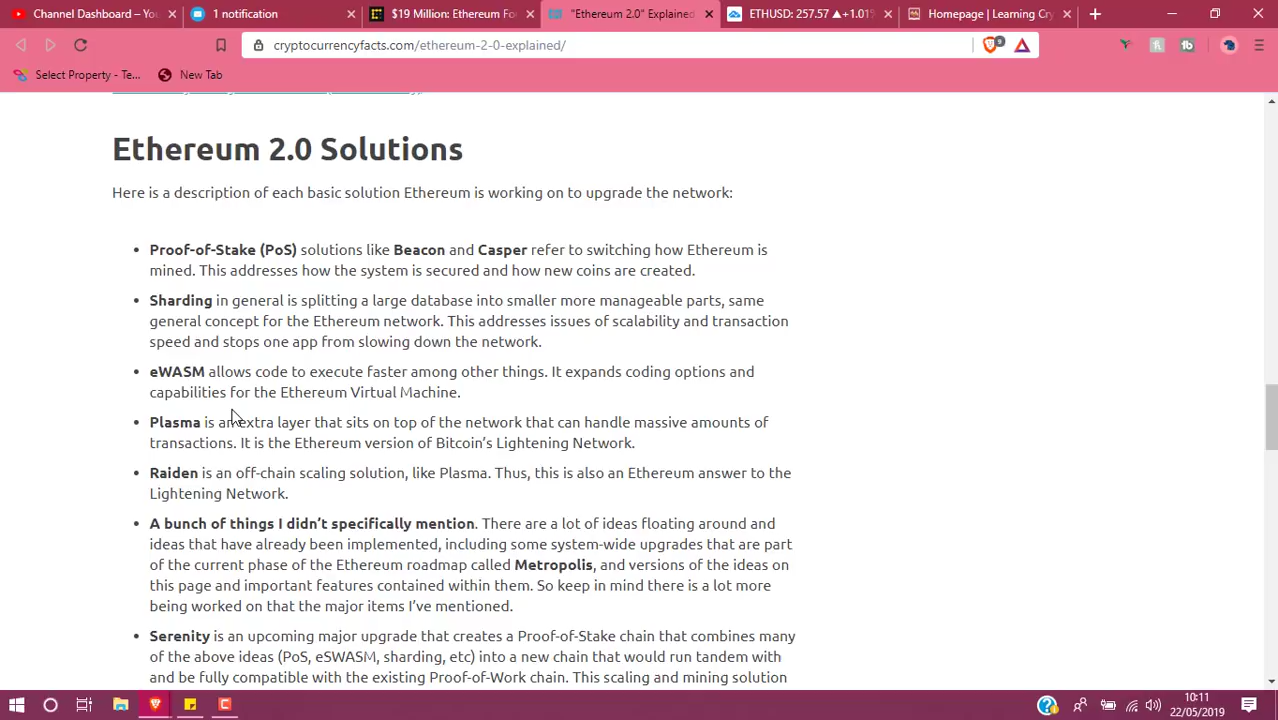 Channel Dashboard – Yo
1 notification
$19 Million: Ethereum Fo
"Ethereum 2.0" Explained
ETHUSD: 257.57 ▲+1.01%
Homepage | Learning Cry
cryptocurrencyfacts.com/ethereum-2-0-explained/
9
Select Property - Te...
New Tab
Ethereum 2.0 Solutions
Here is a description of each basic solution Ethereum is working on to upgrade the network:
• Proof-of-Stake (PoS) solutions like Beacon and Casper refer to switching how Ethereum is
mined. This addresses how the system is secured and how new coins are created.
• Sharding in general is splitting a large database into smaller more manageable parts, same
general concept for the Ethereum network. This addresses issues of scalability and transaction
speed and stops one app from slowing down the network.
• eWASM allows code to execute faster among other things. It expands coding options and
capabilities for the Ethereum Virtual Machine.
• Plasma is an extra layer that sits on top of the network that can handle massive amounts of
transactions. It is the Ethereum version of Bitcoin's Lightening Network.
• Raiden is an off-chain scaling solution, like Plasma. Thus, this is also an Ethereum answer to the
Lightening Network.
• A bunch of things I didn't specifically mention. There are a lot of ideas floating around and
ideas that have already been implemented, including some system-wide upgrades that are part
of the current phase of the Ethereum roadmap called Metropolis, and versions of the ideas on
this page and important features contained within them. So keep in mind there is a lot more
being worked on that the major items I've mentioned.
• Serenity is an upcoming major upgrade that creates a Proof-of-Stake chain that combines many
of the above ideas (PoS, eSWASM, sharding, etc) into a new chain that would run tandem with
and be fully compatible with the existing Proof-of-Work chain. This scaling and mining solution
10:11
22/05/2019